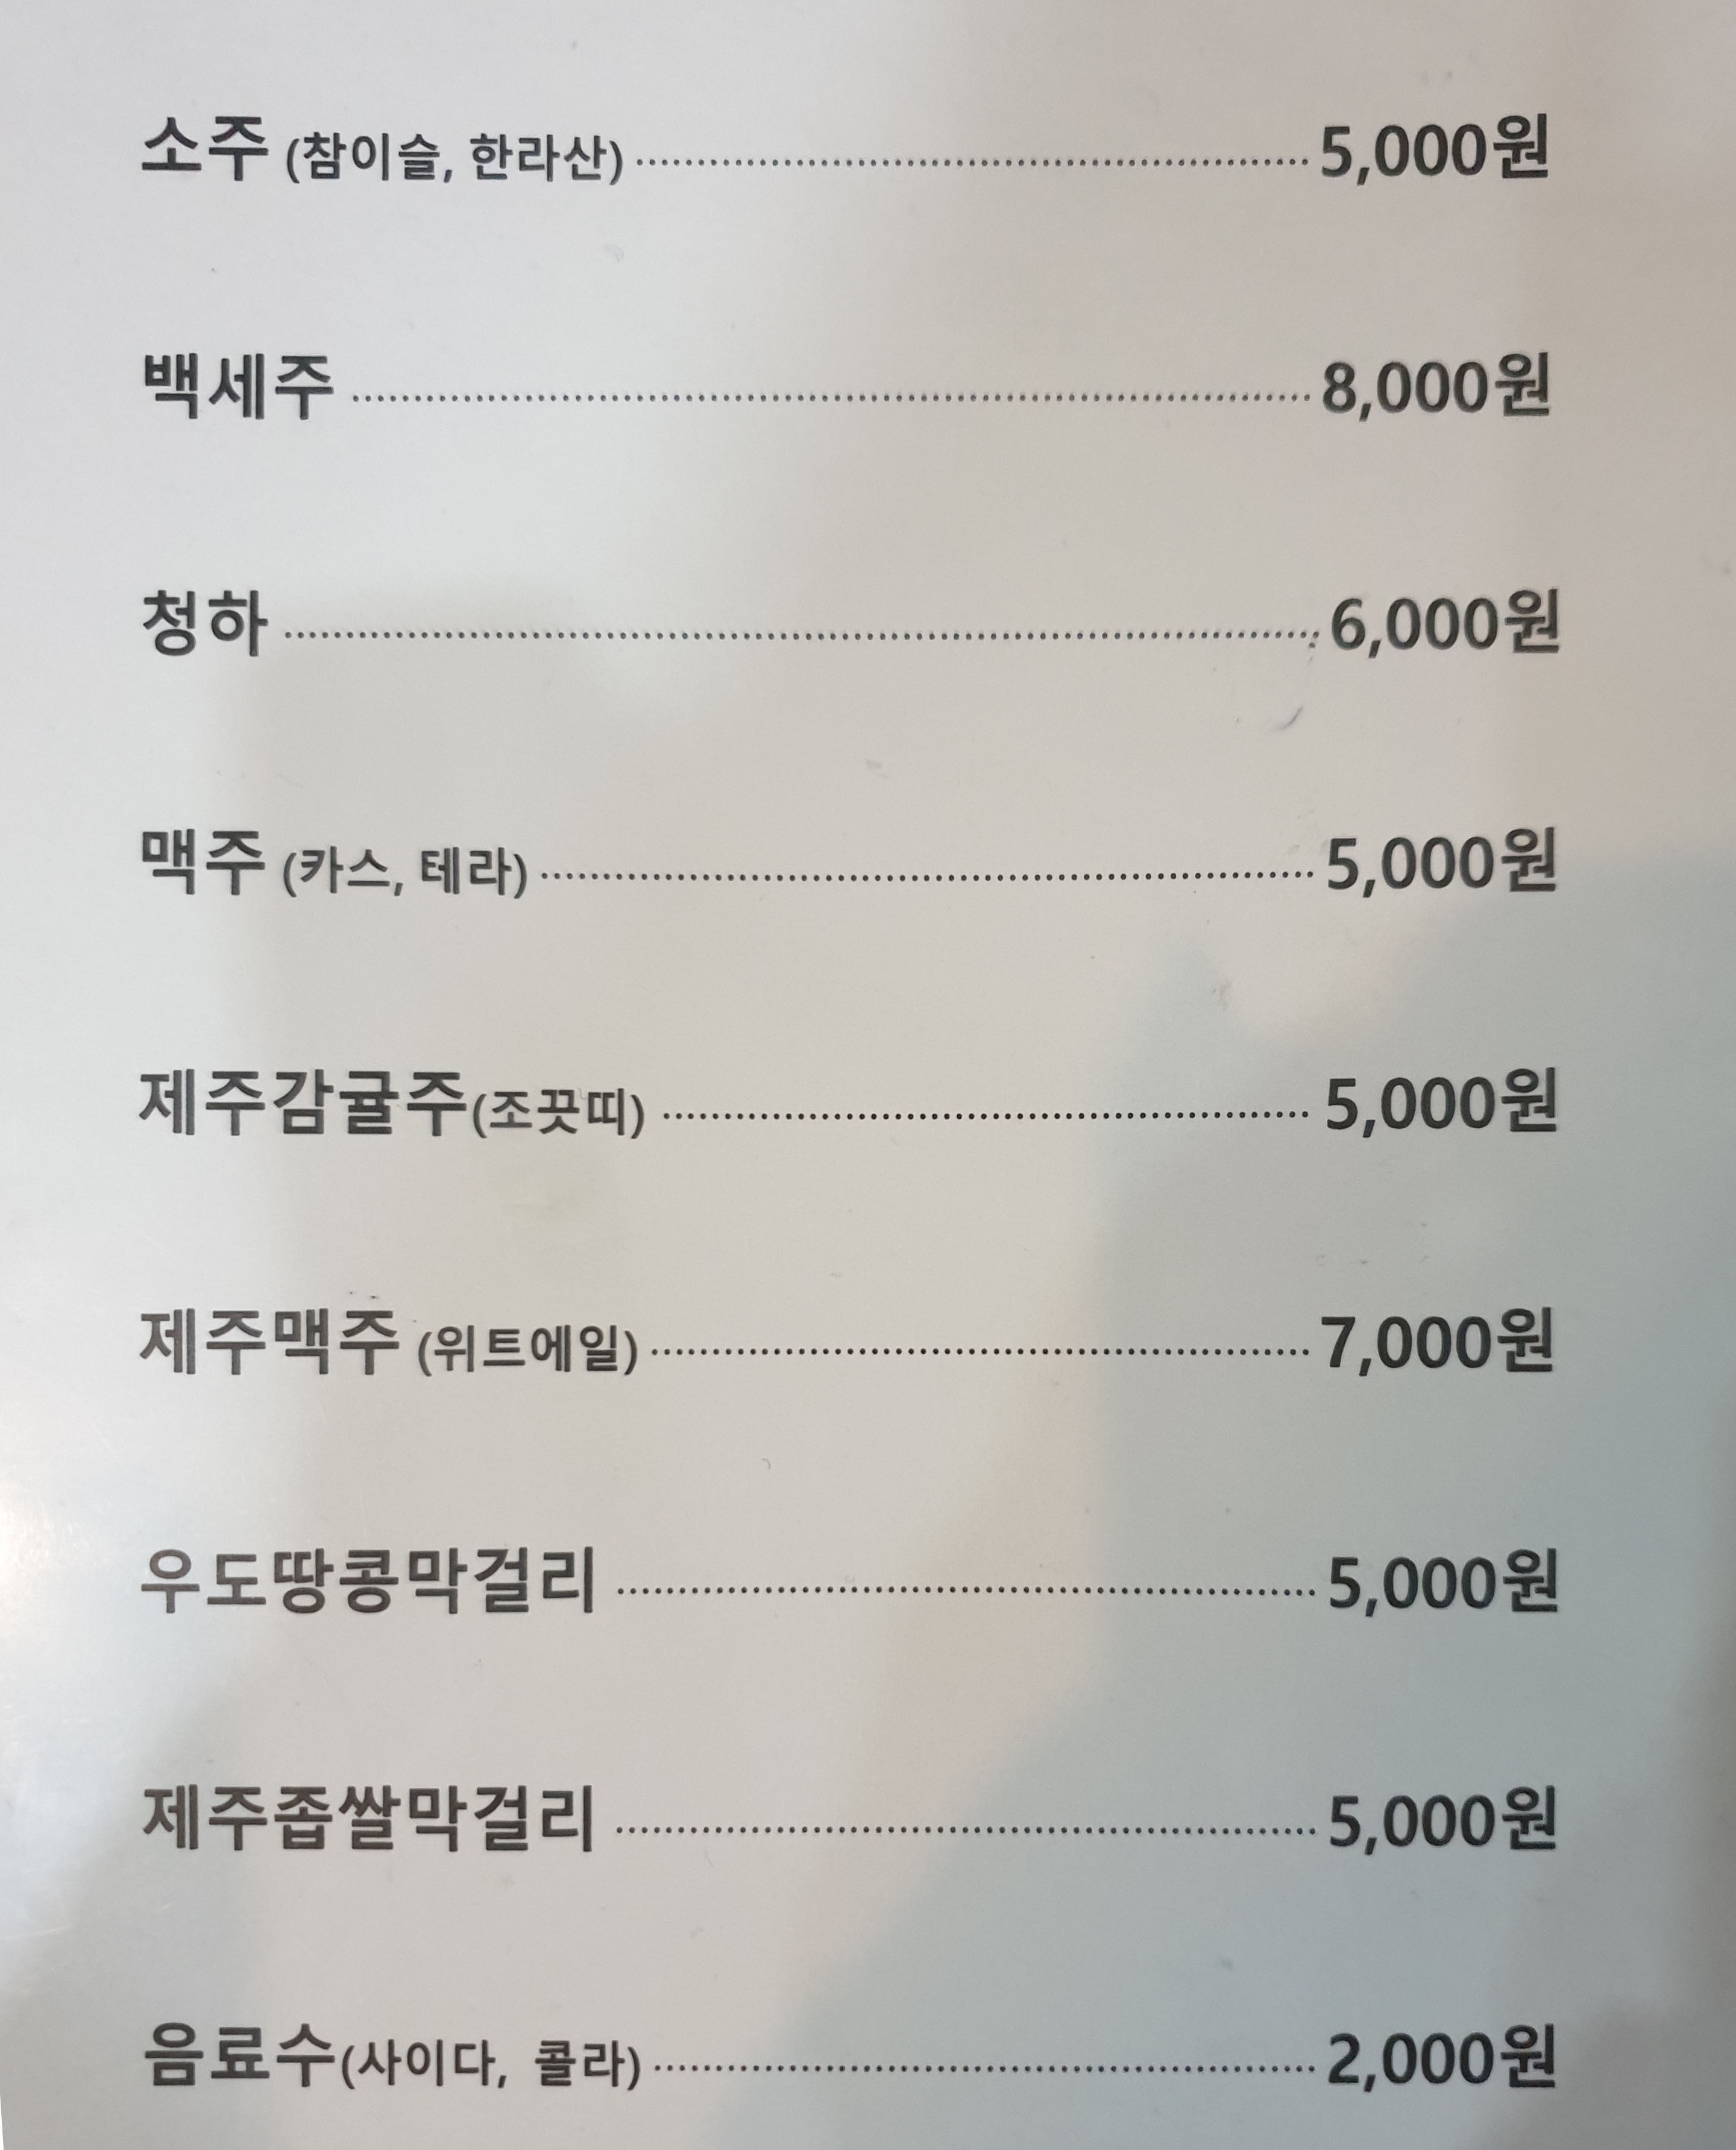 소주 (참이슬, 한라산) 5,000원
백세주 8,000원
청하 6,000원
맥주 (카스, 테라) 5,000원
제주감귤주(조끗띠) 5,000원
제주맥주 (위트에일) 7,000원
우도땅콩막걸리 5,000원
제주좁쌀막걸리 5,000원
음료수(사이다, 콜라) 2,000원